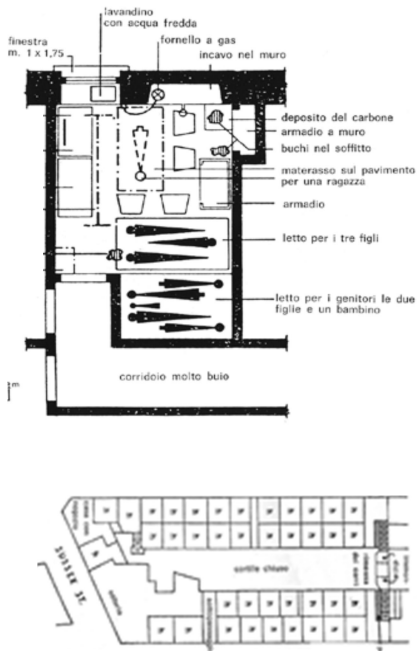 lavandino
con acqua fredda
finestra
m. 1 x 1,75
fornello a gas
incavo nel muro
deposito del carbone
armadio a muro
buchi nel soffitto
materasso sul pavimento
per una ragazza
armadio
letto per i tre figli
letto per i genitori le due
figlie e un bambino
corridoio molto buio
m
SUSSEX ST.
cortile chiuso